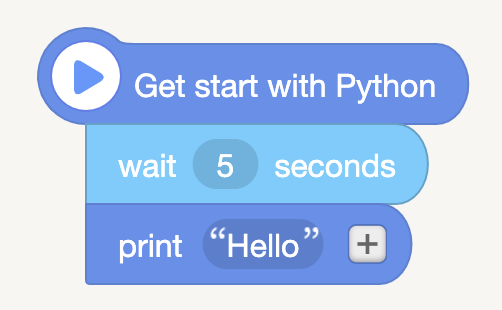 Get start with Python
wait 5 seconds
print “Hello” +